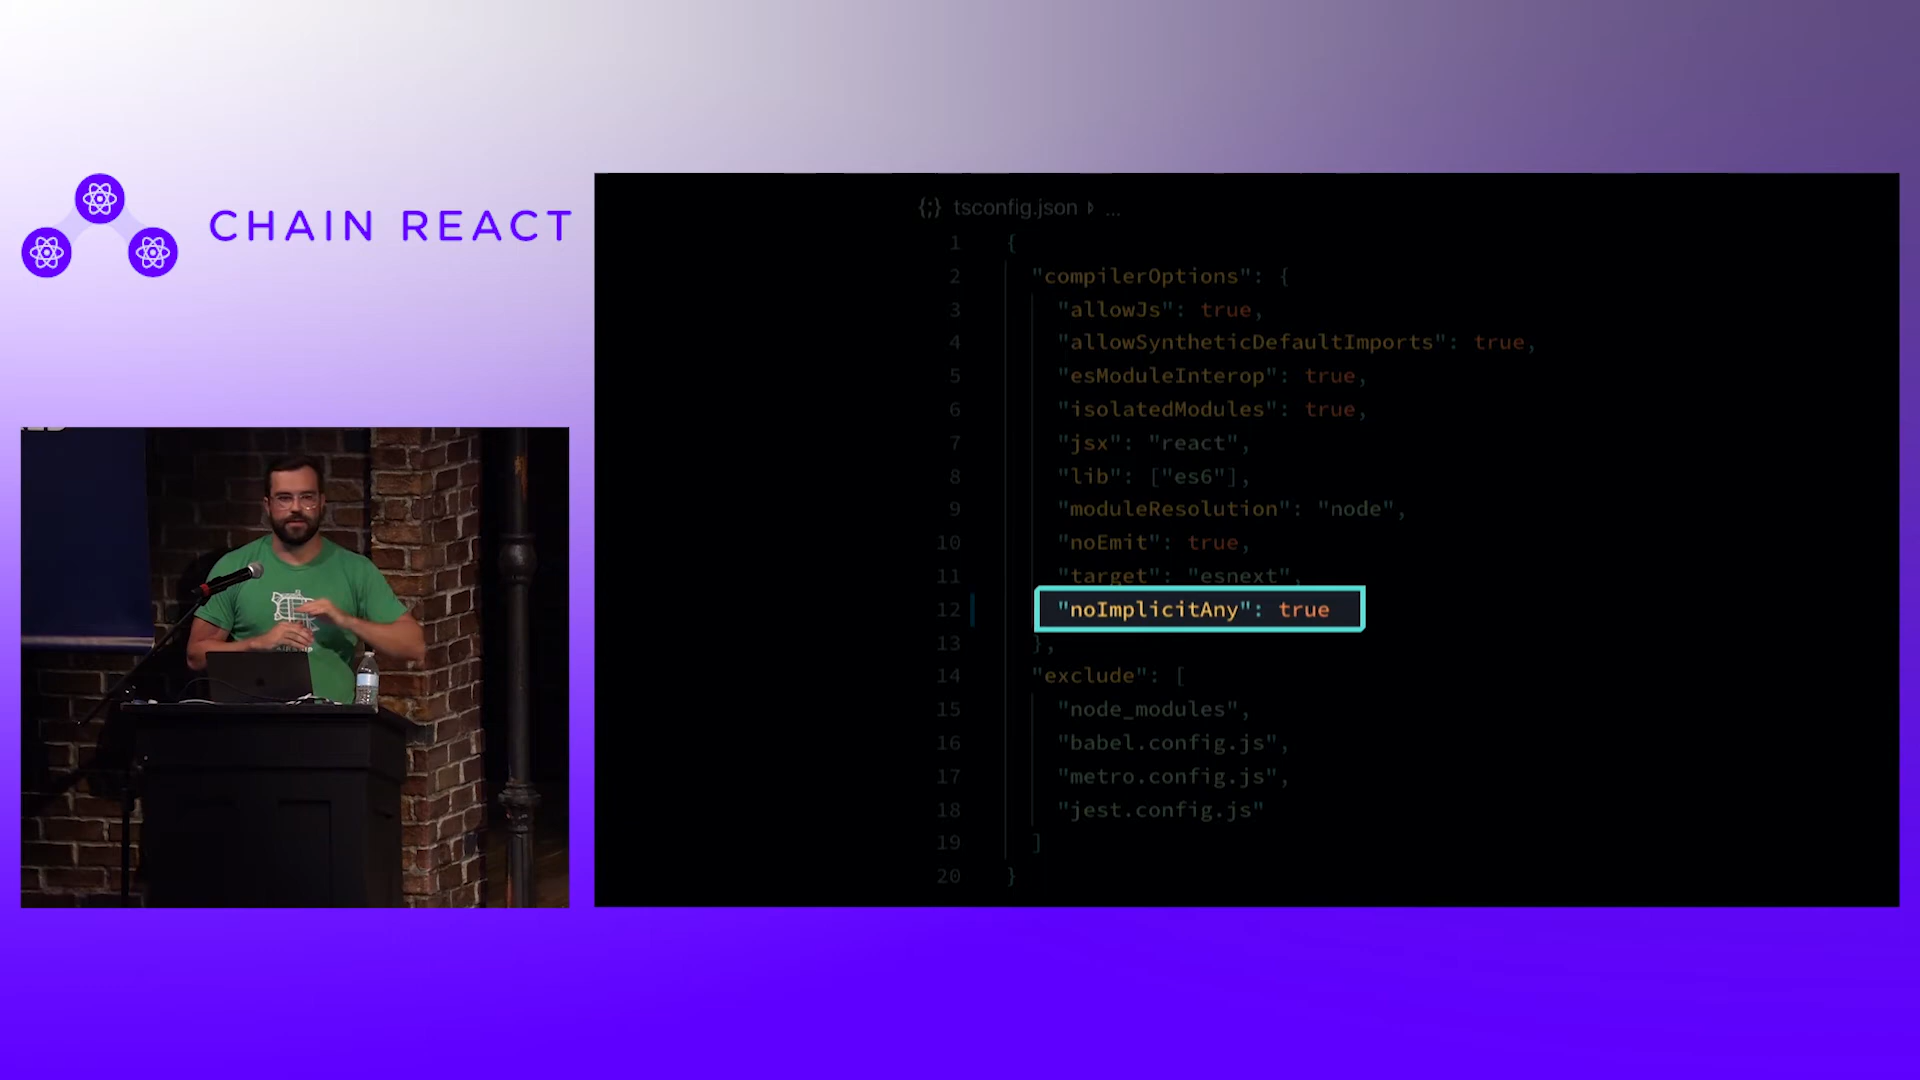 CHAIN REACT
{;} tsconfig.json ▷ ...
1 {
2 "compilerOptions": {
3 "allowJs": true,
4 "allowSyntheticDefaultImports": true,
5 "esModuleInterop": true,
6 "isolatedModules": true,
7 "jsx": "react",
8 "lib": ["es6"],
9 "moduleResolution": "node",
10 "noEmit": true,
11 "target": "esnext",
12 "noImplicitAny": true
13 },
14 "exclude": [
15 "node_modules",
16 "babel.config.js",
17 "metro.config.js",
18 "jest.config.js"
19 ]
20 }